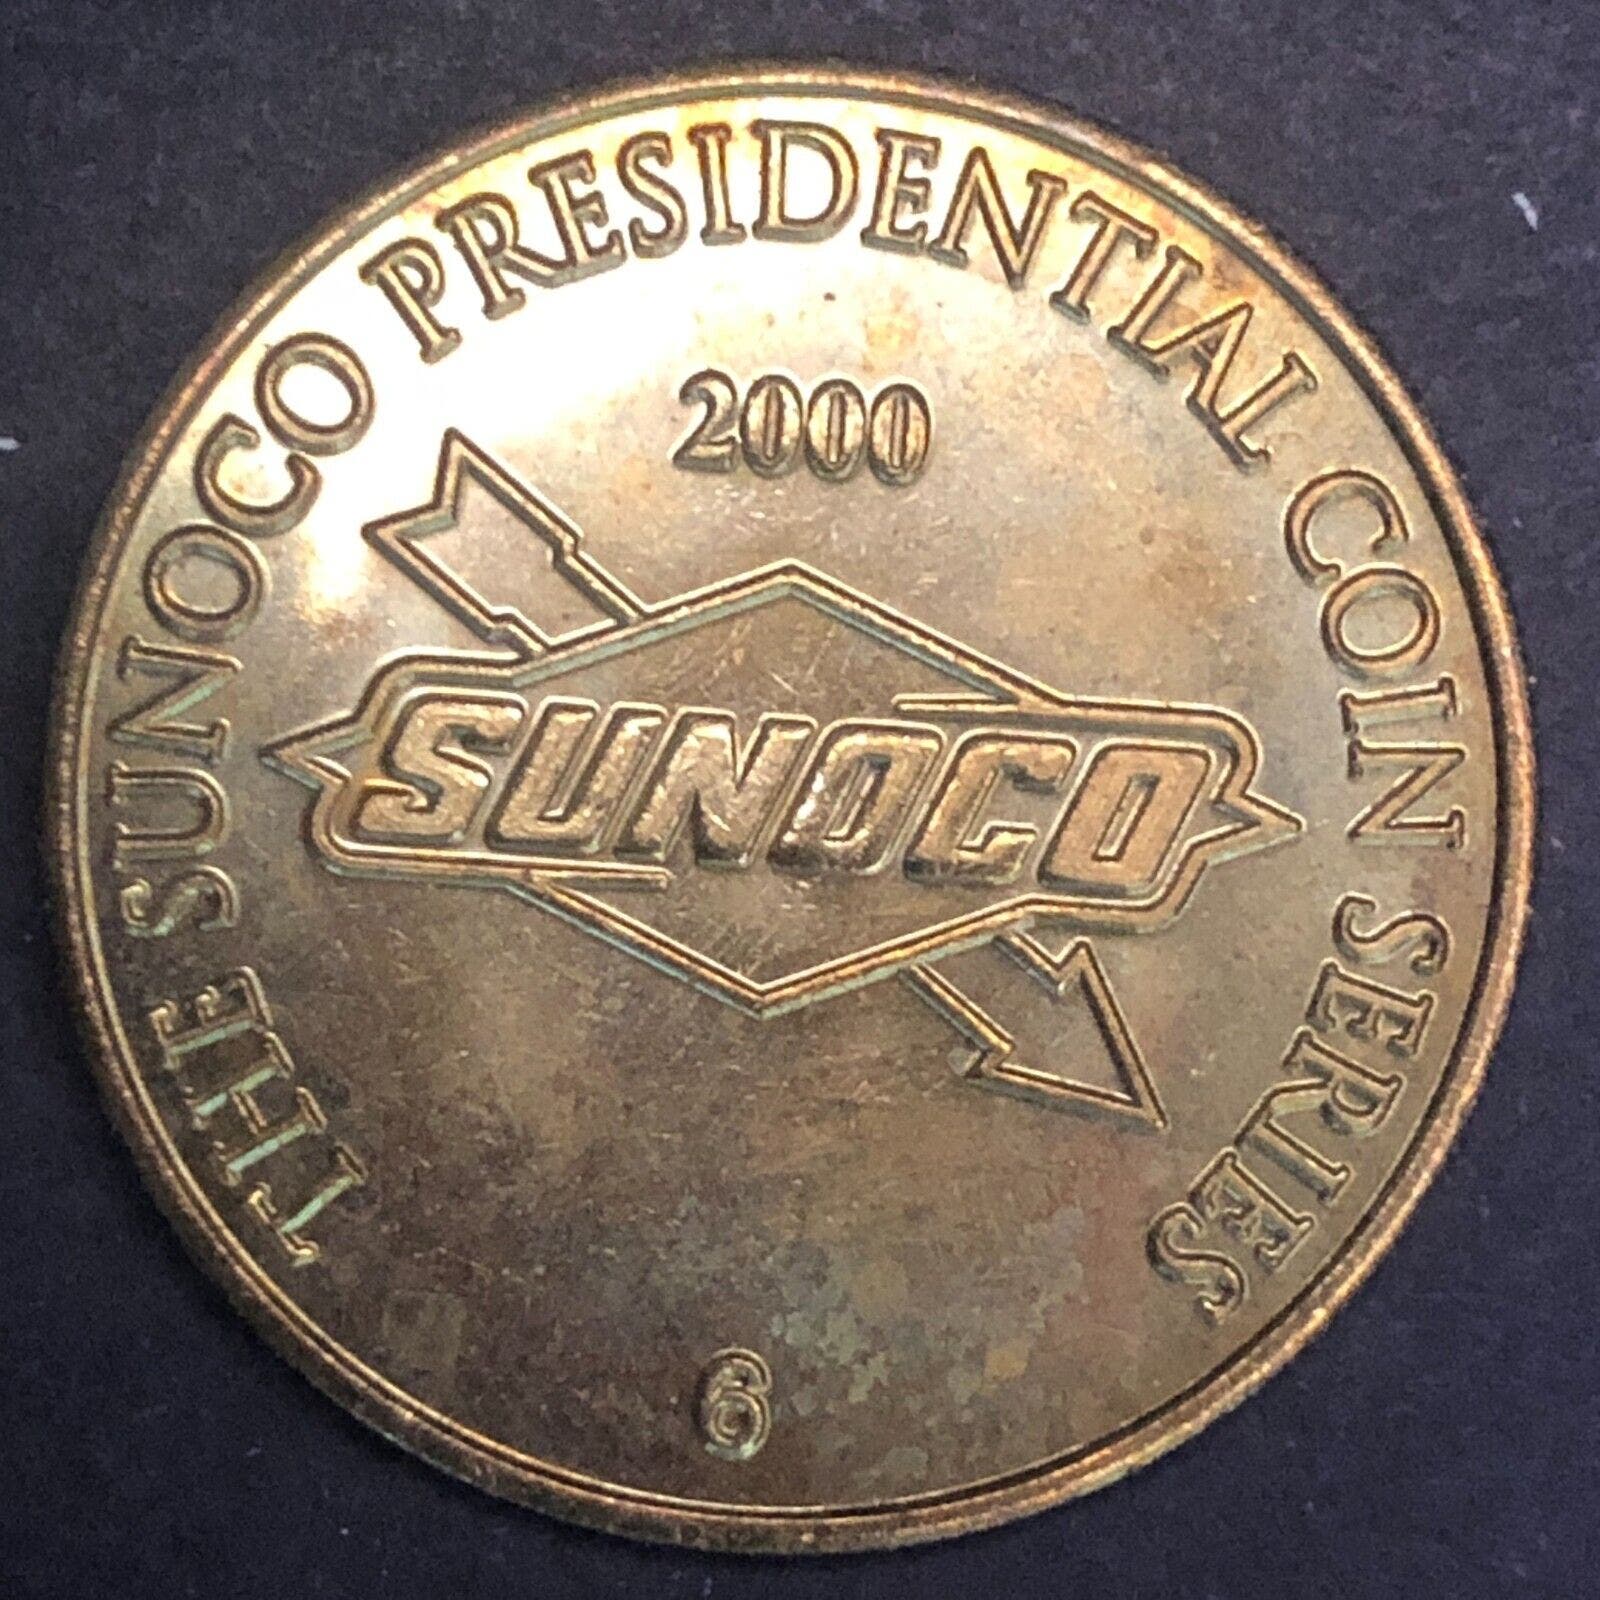 THE SUNOCO PRESIDENTIAL COIN SERIES
2000
SUNOCO
6